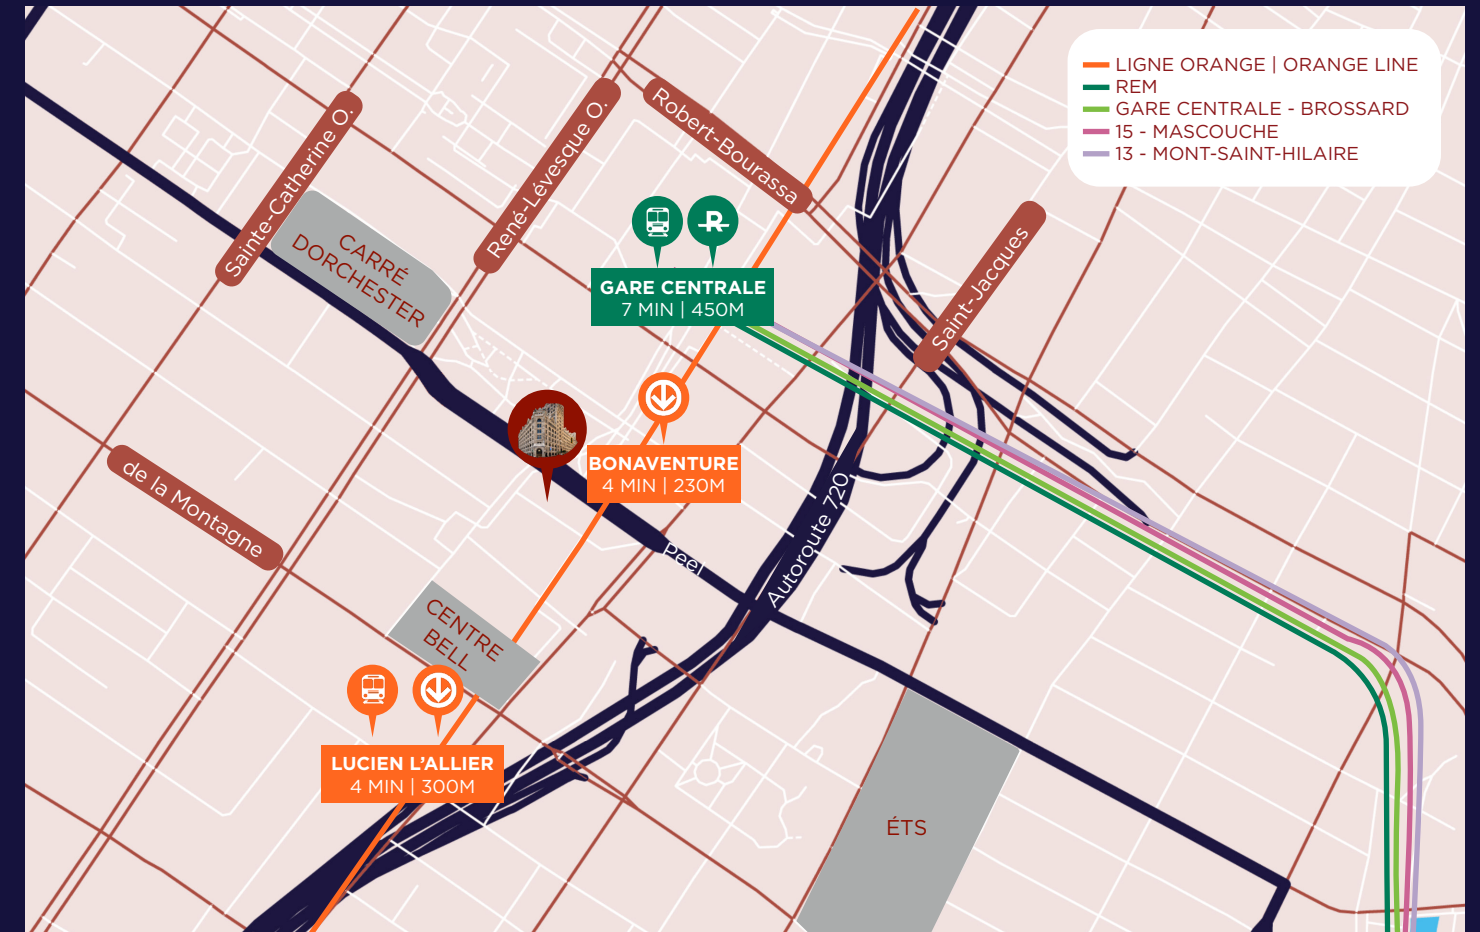 LIGNE ORANGE | ORANGE LINE
REM
GARE CENTRALE - BROSSARD
15 - MASCOUCHE
13 - MONT-SAINT-HILAIRE
Sainte-Catherine O.
René-Lévesque O.
Robert-Bourassa
CARRÉ
DORCHESTER
R
GARE CENTRALE
7 MIN | 450M
Saint-Jacques
BONAVENTURE
4 MIN | 230M
de la Montagne
Peel
Autoroute 720
CENTRE
BELL
LUCIEN L'ALLIER
4 MIN | 300M
ÉTS